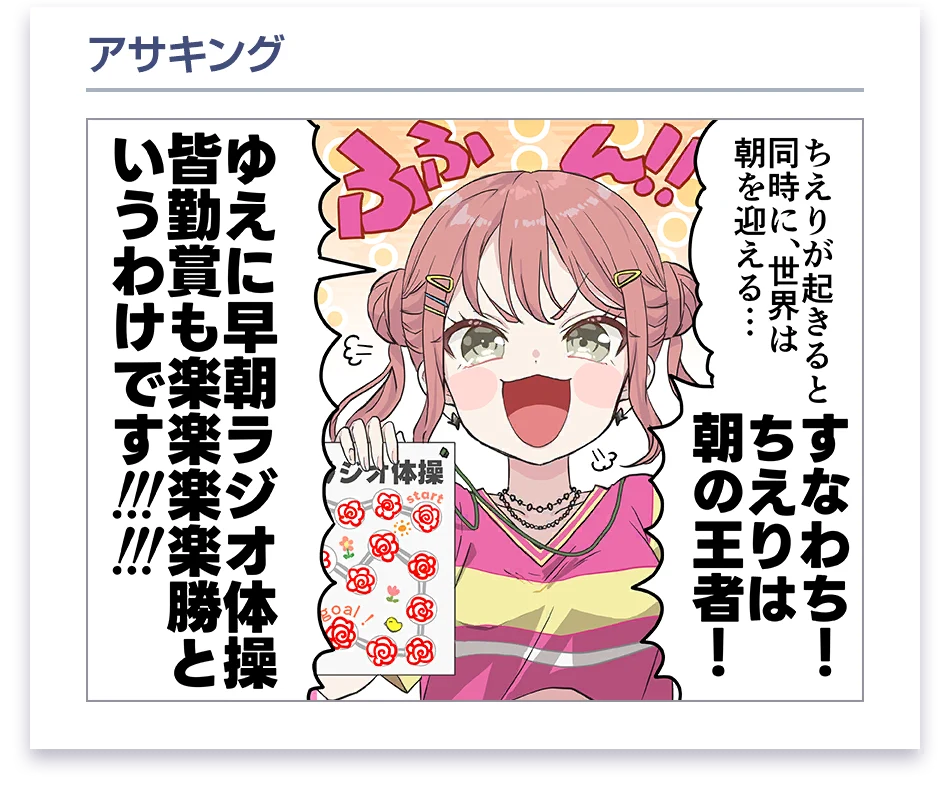 アサキング
ちえりが起きると
同時に、世界は
朝を迎える…
すなわち！
ちえりは
朝の王者！
ふふん!!
ゆえに早朝ラジオ体操
皆勤賞も楽楽楽楽勝と
いうわけです!!!!!!
ラジオ体操
start
goal!